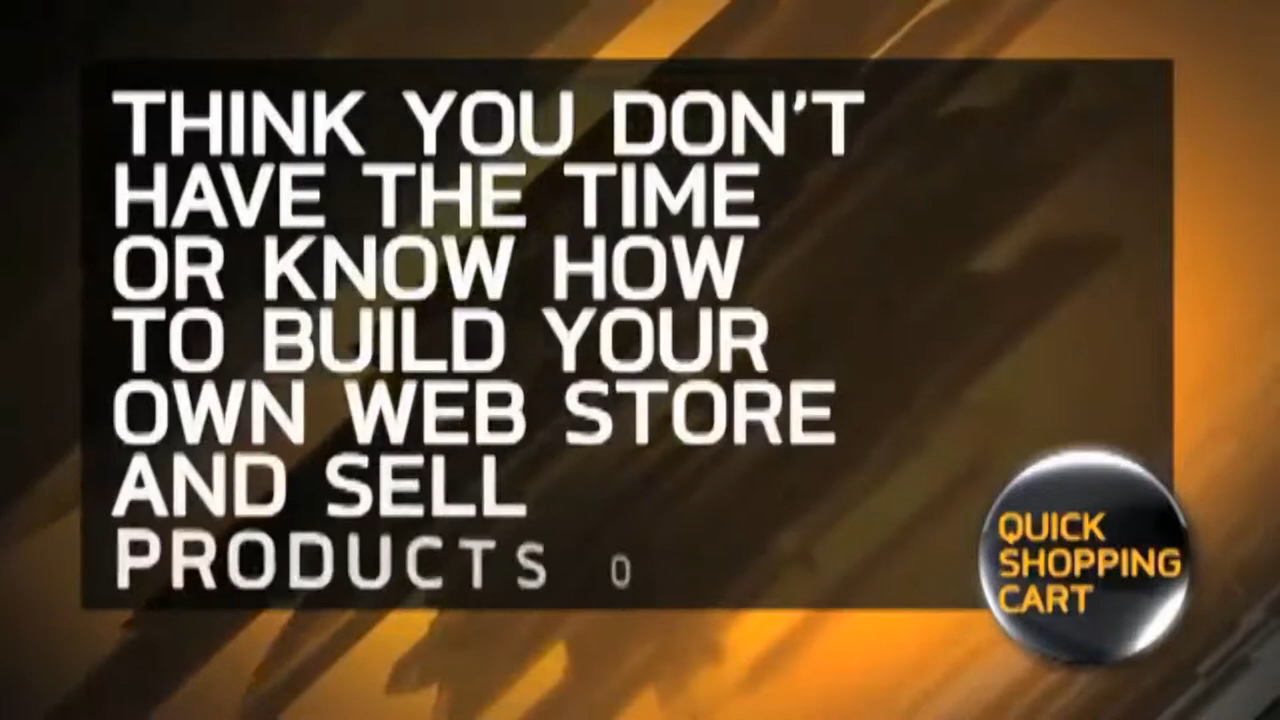 THINK YOU DON'T
HAVE THE TIME
OR KNOW HOW
TO BUILD YOUR
OWN WEB STORE
AND SELL
PRODUCTS O
QUICK
SHOPPING
CART